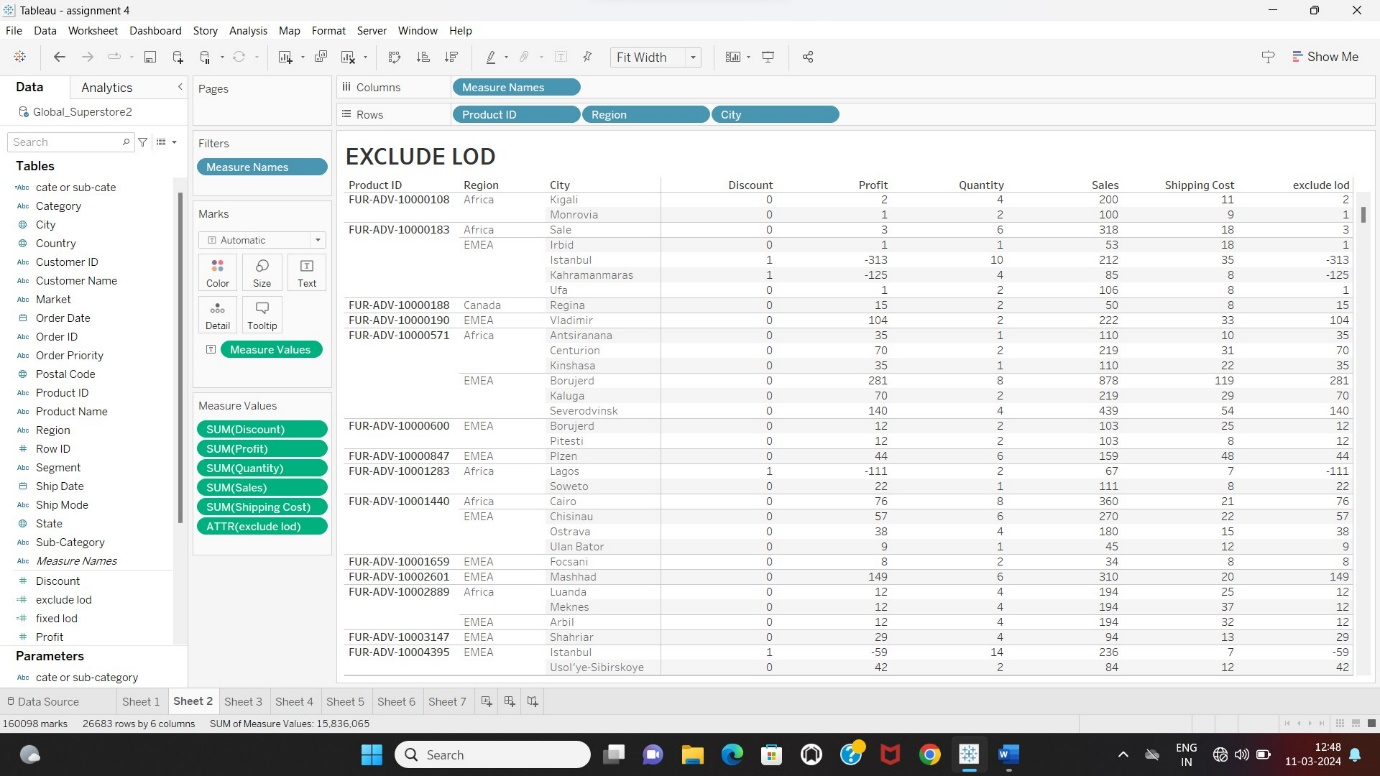 Tableau - assignment 4
File Data Worksheet Dashboard Story Analysis Map Format Server Window Help
Fit Width
Show Me
Data Analytics
Global_Superstore2
Search
Tables
Abc cate or sub-cate
Abc Category
City
Country
Abc Customer ID
Abc Customer Name
Abc Market
Order Date
Abc Order ID
Abc Order Priority
Postal Code
Abc Product ID
Abc Product Name
Abc Region
# Row ID
Abc Segment
Ship Date
Abc Ship Mode
State
Abc Sub-Category
Abc Measure Names
# Discount
=# exclude lod
=# fixed lod
# Profit
Parameters
Abc cate or sub-category
Pages
Filters
Measure Names
Marks
Automatic
Color Size Text
Detail Tooltip
Measure Values
Measure Values
SUM(Discount)
SUM(Profit)
SUM(Quantity)
SUM(Sales)
SUM(Shipping Cost)
ATTR(exclude lod)
Columns Measure Names
Rows Product ID Region City
EXCLUDE LOD
Product ID Region City Discount Profit Quantity Sales Shipping Cost exclude lod
FUR-ADV-10000108 Africa Kigali 0 2 4 200 11 2
Monrovia 0 1 2 100 9 1
FUR-ADV-10000183 Africa Sale 0 3 6 318 18 3
EMEA Irbid 0 1 1 53 18 1
Istanbul 1 -313 10 212 35 -313
Kahramanmaras 1 -125 4 85 8 -125
Ufa 0 1 2 106 8 1
FUR-ADV-10000188 Canada Regina 0 15 2 50 8 15
FUR-ADV-10000190 EMEA Vladimir 0 104 2 222 33 104
FUR-ADV-10000571 Africa Antsiranana 0 35 1 110 10 35
Centurion 0 70 2 219 31 70
Kinshasa 0 35 1 110 22 35
EMEA Borujerd 0 281 8 878 119 281
Kaluga 0 70 2 219 29 70
Severodvinsk 0 140 4 439 54 140
FUR-ADV-10000600 EMEA Borujerd 0 12 2 103 25 12
Pitesti 0 12 2 103 8 12
FUR-ADV-10000847 EMEA Plzen 0 44 6 159 48 44
FUR-ADV-10001283 Africa Lagos 1 -111 2 67 7 -111
Soweto 0 22 1 111 8 22
FUR-ADV-10001440 Africa Cairo 0 76 8 360 21 76
EMEA Chisinau 0 57 6 270 22 57
Ostrava 0 38 4 180 15 38
Ulan Bator 0 9 1 45 12 9
FUR-ADV-10001659 EMEA Focsani 0 8 2 34 8 8
FUR-ADV-10002601 EMEA Mashhad 0 149 6 310 20 149
FUR-ADV-10002889 Africa Luanda 0 12 4 194 25 12
Meknes 0 12 4 194 37 12
EMEA Arbil 0 12 4 194 32 12
FUR-ADV-10003147 EMEA Shahriar 0 29 4 94 13 29
FUR-ADV-10004395 EMEA Istanbul 1 -59 14 236 7 -59
Usol'ye-Sibirskoye 0 42 2 84 12 42
Data Source Sheet 1 Sheet 2 Sheet 3 Sheet 4 Sheet 5 Sheet 6 Sheet 7
160098 marks 26683 rows by 6 columns SUM of Measure Values: 15,836,065
Search
ENG
IN
12:48
11-03-2024